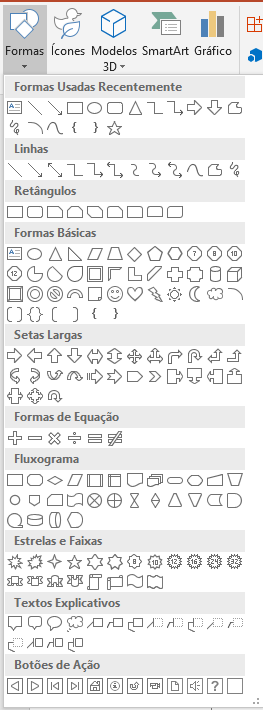 Formas Ícones Modelos 3D SmartArt Gráfico
Formas Usadas Recentemente
Linhas
Retângulos
Formas Básicas
Setas Largas
Formas de Equação
Fluxograma
Estrelas e Faixas
Textos Explicativos
Botões de Ação